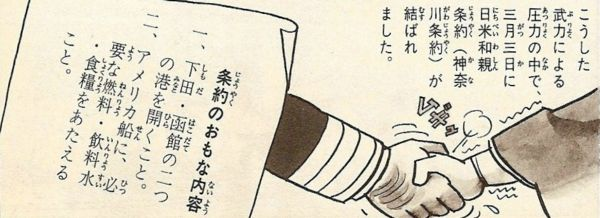 こうした
武力による
圧力の中で、
三月三日に
日米和親
条約(神奈
川条約)が
結ばれ
ました。
ギュッ
条約のおもな内容
一、下田・函館の二つ
の港を開くこと。
二、アメリカ船に、必
要な燃料・飲料水
・食糧をあたえる
こと。